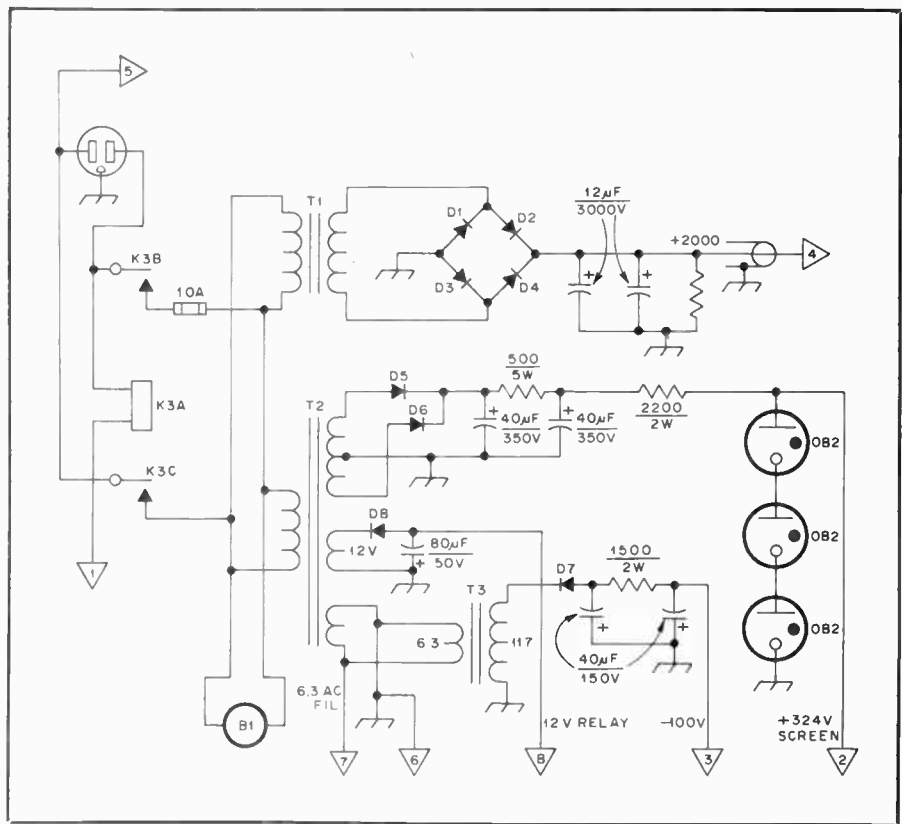 5
T1
12µF
3000V
D1
D2
+2000
4
K3B
D3
D4
10A
D5
500
5W
K3A
T2
D6
2200
2W
40µF
350V
40µF
350V
OB2
K3C
D8
12V
80µF
50V
OB2
D7
1500
2W
1
T3
6.3
117
OB2
40µF
150V
6.3 AC
FIL
B1
12V RELAY
-100V
+324V
SCREEN
7
6
8
3
2